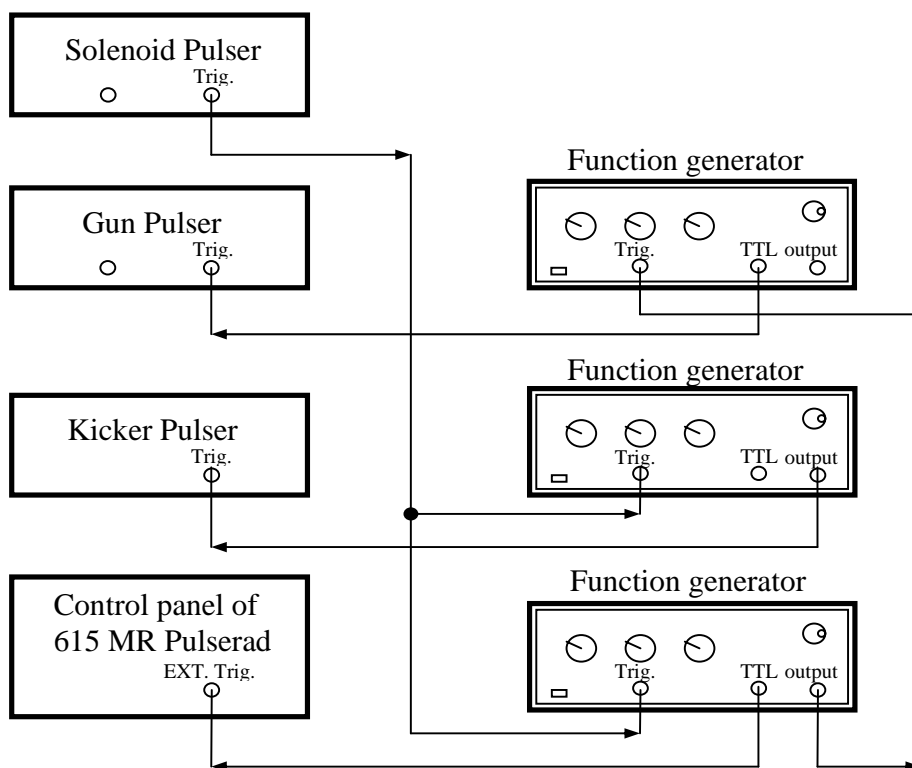 Solenoid Pulser
Trig.
Function generator
Gun Pulser
Trig.
Trig.
TTL output
Function generator
Kicker Pulser
Trig.
Trig.
TTL output
Function generator
Control panel of
615 MR Pulserad
EXT. Trig.
Trig.
TTL output